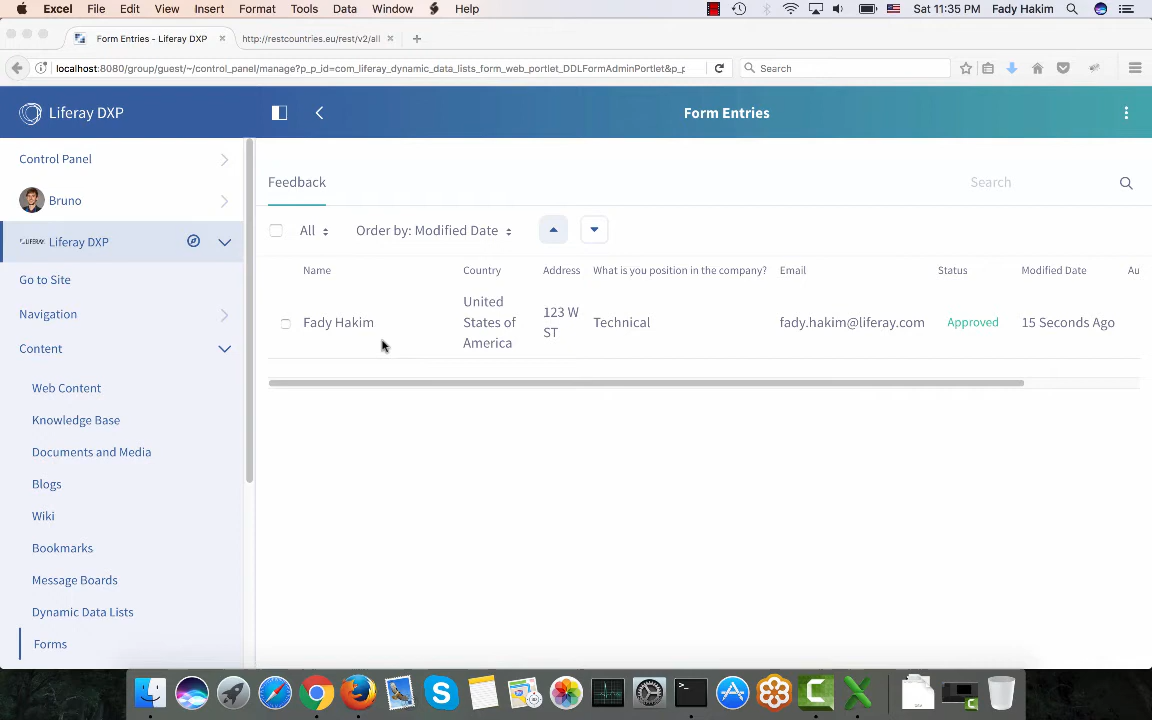 Excel File Edit View Insert Format Tools Data Window Help Sat 11:35 PM Fady Hakim
Form Entries - Liferay DXP × http://restcountries.eu/rest/v2/all × +
localhost:8080/group/guest/~/control_panel/manage?p_p_id=com_liferay_dynamic_data_lists_form_web_portlet_DDLFormAdminPortlet&p_p Search
Liferay DXP Form Entries
Control Panel
Bruno
LIFERAY Liferay DXP
Go to Site
Navigation
Content
Web Content
Knowledge Base
Documents and Media
Blogs
Wiki
Bookmarks
Message Boards
Dynamic Data Lists
Forms
Feedback Search
All Order by: Modified Date
Name Country Address What is you position in the company? Email Status Modified Date Au
Fady Hakim United States of America 123 W ST Technical fady.hakim@liferay.com Approved 15 Seconds Ago